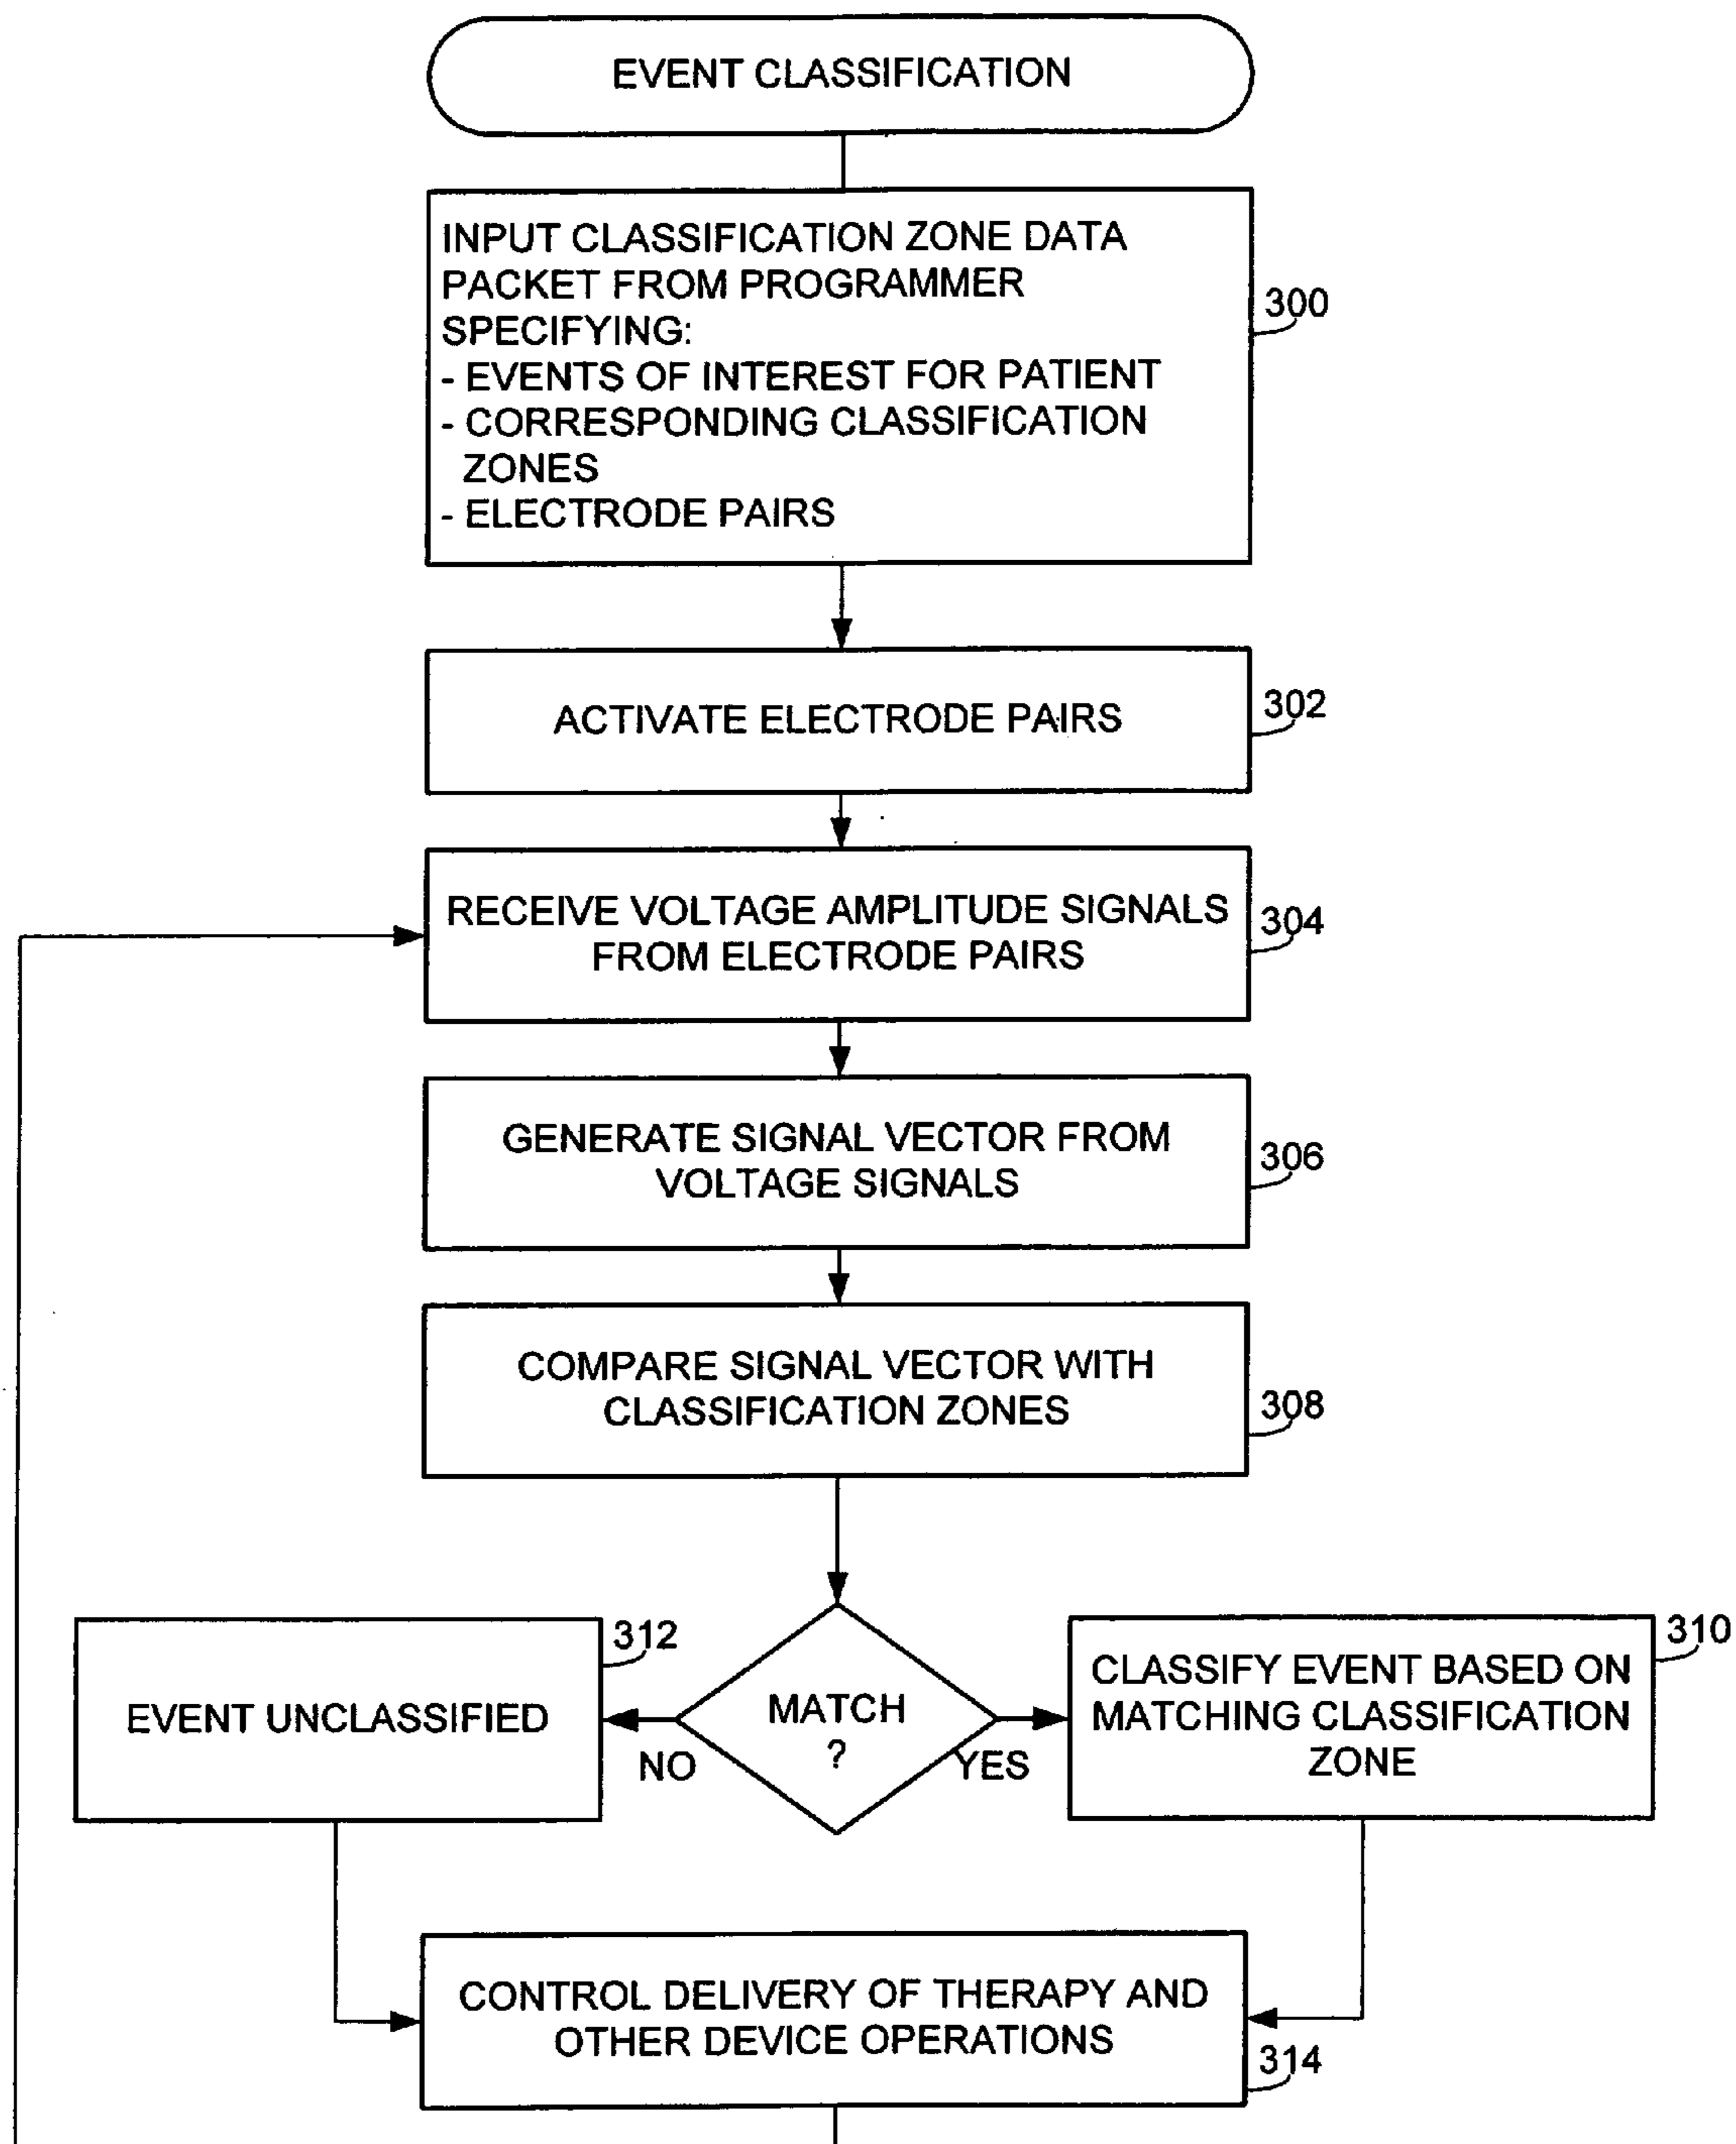 EVENT CLASSIFICATION
INPUT CLASSIFICATION ZONE DATA
PACKET FROM PROGRAMMER
SPECIFYING:
- EVENTS OF INTEREST FOR PATIENT
- CORRESPONDING CLASSIFICATION
ZONES
- ELECTRODE PAIRS
300
ACTIVATE ELECTRODE PAIRS
302
RECEIVE VOLTAGE AMPLITUDE SIGNALS
FROM ELECTRODE PAIRS
304
GENERATE SIGNAL VECTOR FROM
VOLTAGE SIGNALS
306
COMPARE SIGNAL VECTOR WITH
CLASSIFICATION ZONES
308
312
EVENT UNCLASSIFIED
NO
MATCH
?
YES
310
CLASSIFY EVENT BASED ON
MATCHING CLASSIFICATION
ZONE
CONTROL DELIVERY OF THERAPY AND
OTHER DEVICE OPERATIONS
314